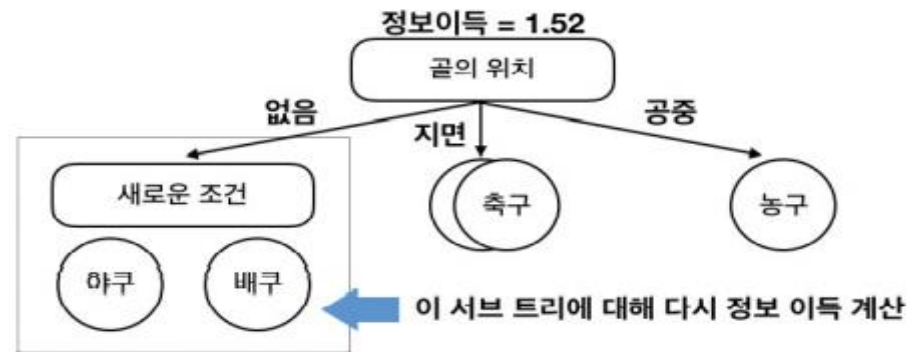 정보이득 = 1.52
골의 위치
없음
지면
공중
새로운 조건
축구
농구
야구
배구
이 서브 트리에 대해 다시 정보 이득 계산